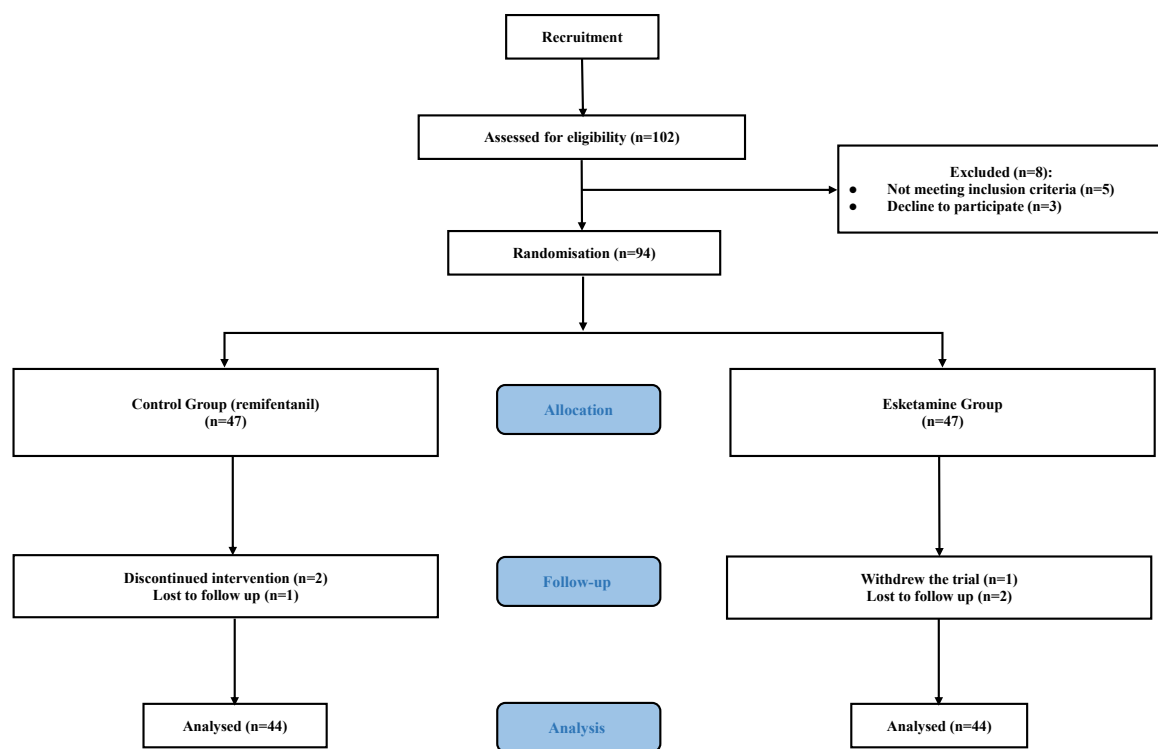 Recruitment
Assessed for eligibility (n=102)
Excluded (n=8):
● Not meeting inclusion criteria (n=5)
● Decline to participate (n=3)
Randomisation (n=94)
Control Group (remifentanil)
(n=47)
Allocation
Esketamine Group
(n=47)
Discontinued intervention (n=2)
Lost to follow up (n=1)
Follow-up
Withdrew the trial (n=1)
Lost to follow up (n=2)
Analysed (n=44)
Analysis
Analysed (n=44)